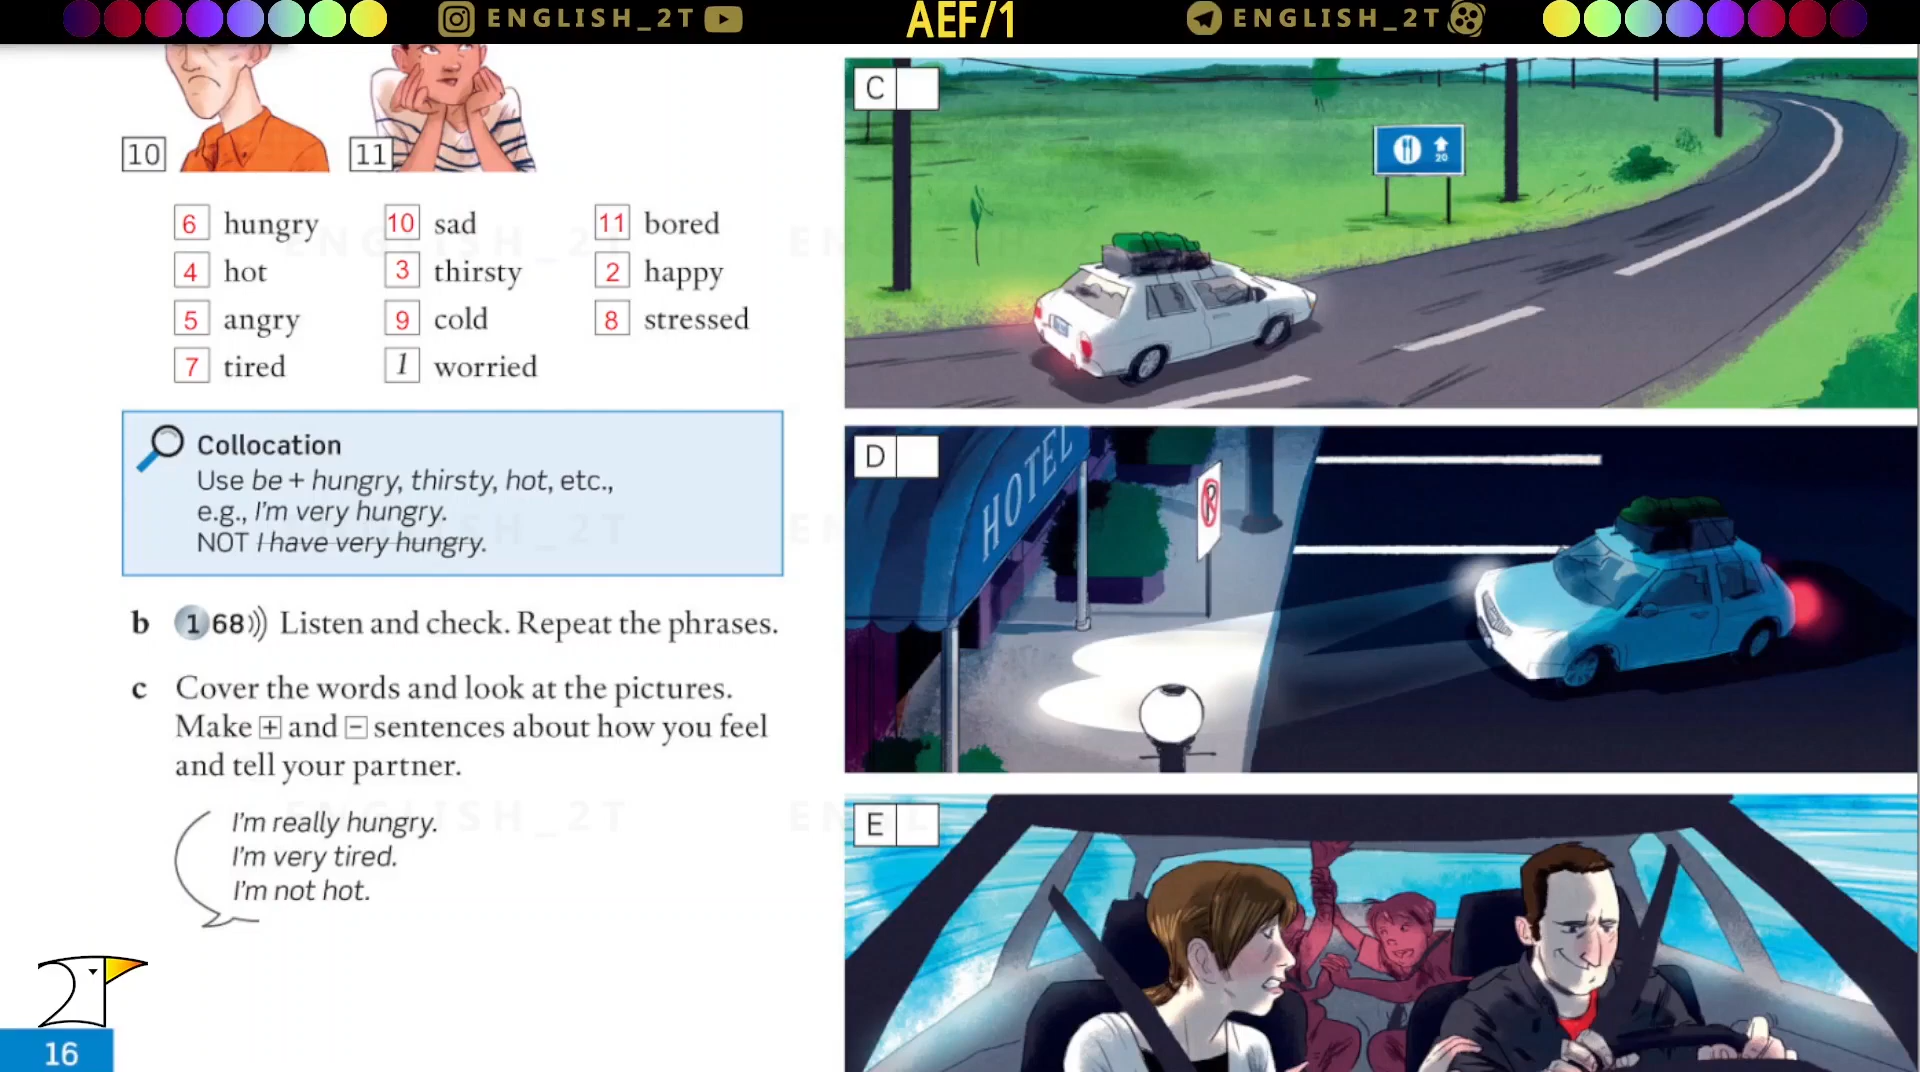 ENGLISH_2T
AEF/1
ENGLISH_2T
10
11
6 hungry
10 sad
11 bored
4 hot
3 thirsty
2 happy
5 angry
9 cold
8 stressed
7 tired
1 worried
Collocation
Use be + hungry, thirsty, hot, etc.,
e.g., I'm very hungry.
NOT I have very hungry.
b 1 68 Listen and check. Repeat the phrases.
c Cover the words and look at the pictures.
Make + and − sentences about how you feel
and tell your partner.
I'm really hungry.
I'm very tired.
I'm not hot.
16
C
20
D
HOTEL
P
E